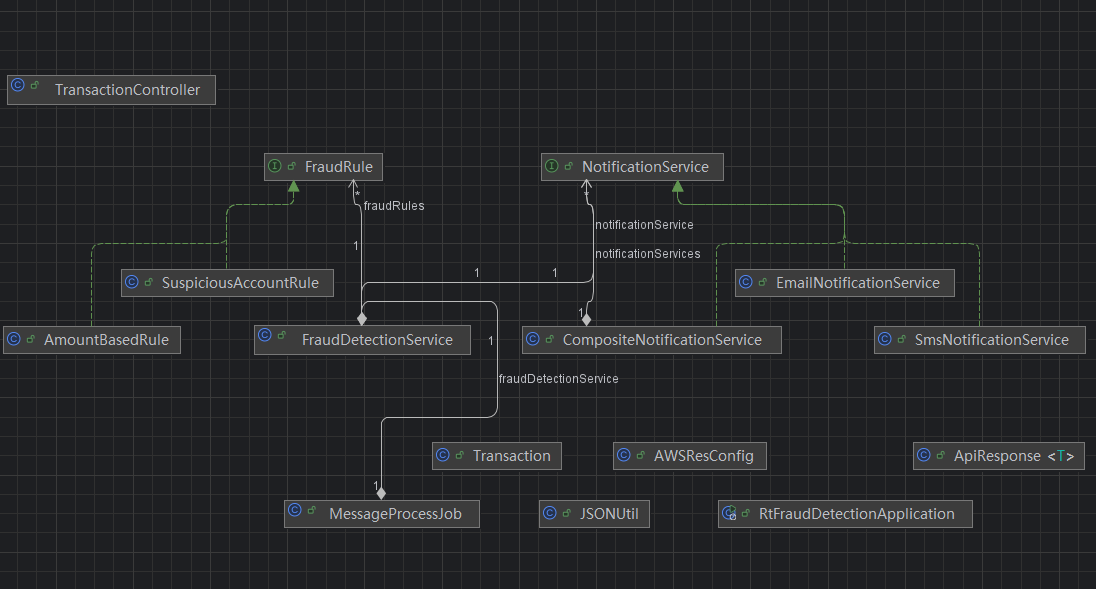 TransactionController
FraudRule
NotificationService
*
fraudRules
*
notificationService
1
notificationServices
1
1
SuspiciousAccountRule
EmailNotificationService
1
AmountBasedRule
FraudDetectionService
1
CompositeNotificationService
SmsNotificationService
fraudDetectionService
Transaction
AWSResConfig
ApiResponse <T>
1
MessageProcessJob
JSONUtil
RtFraudDetectionApplication